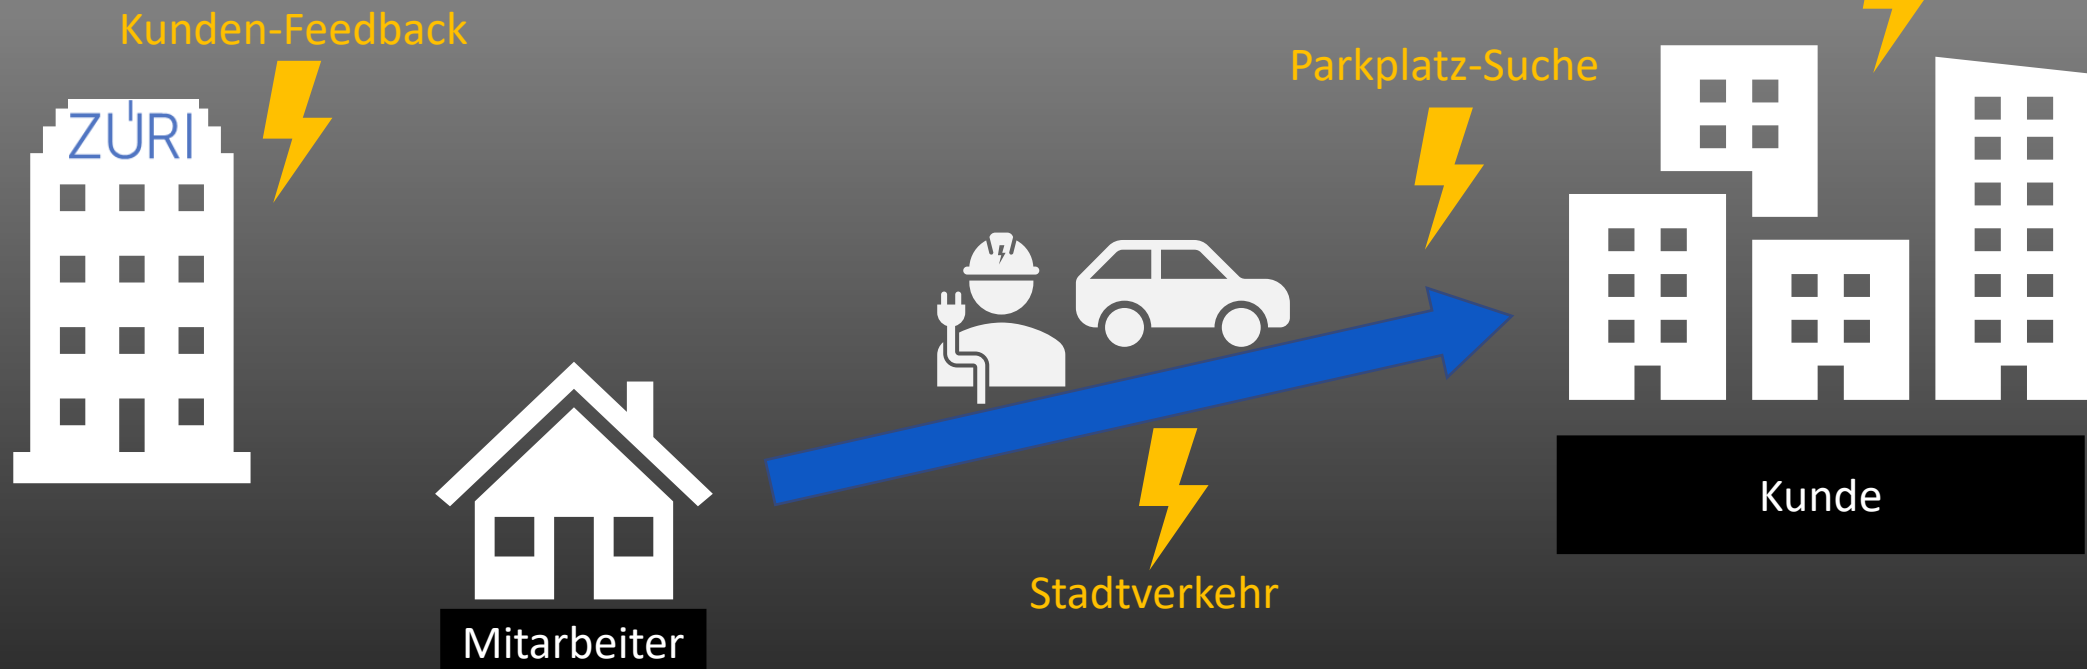 Kunden-Feedback
Parkplatz-Suche
ZÜRI
Kunde
Stadtverkehr
Mitarbeiter